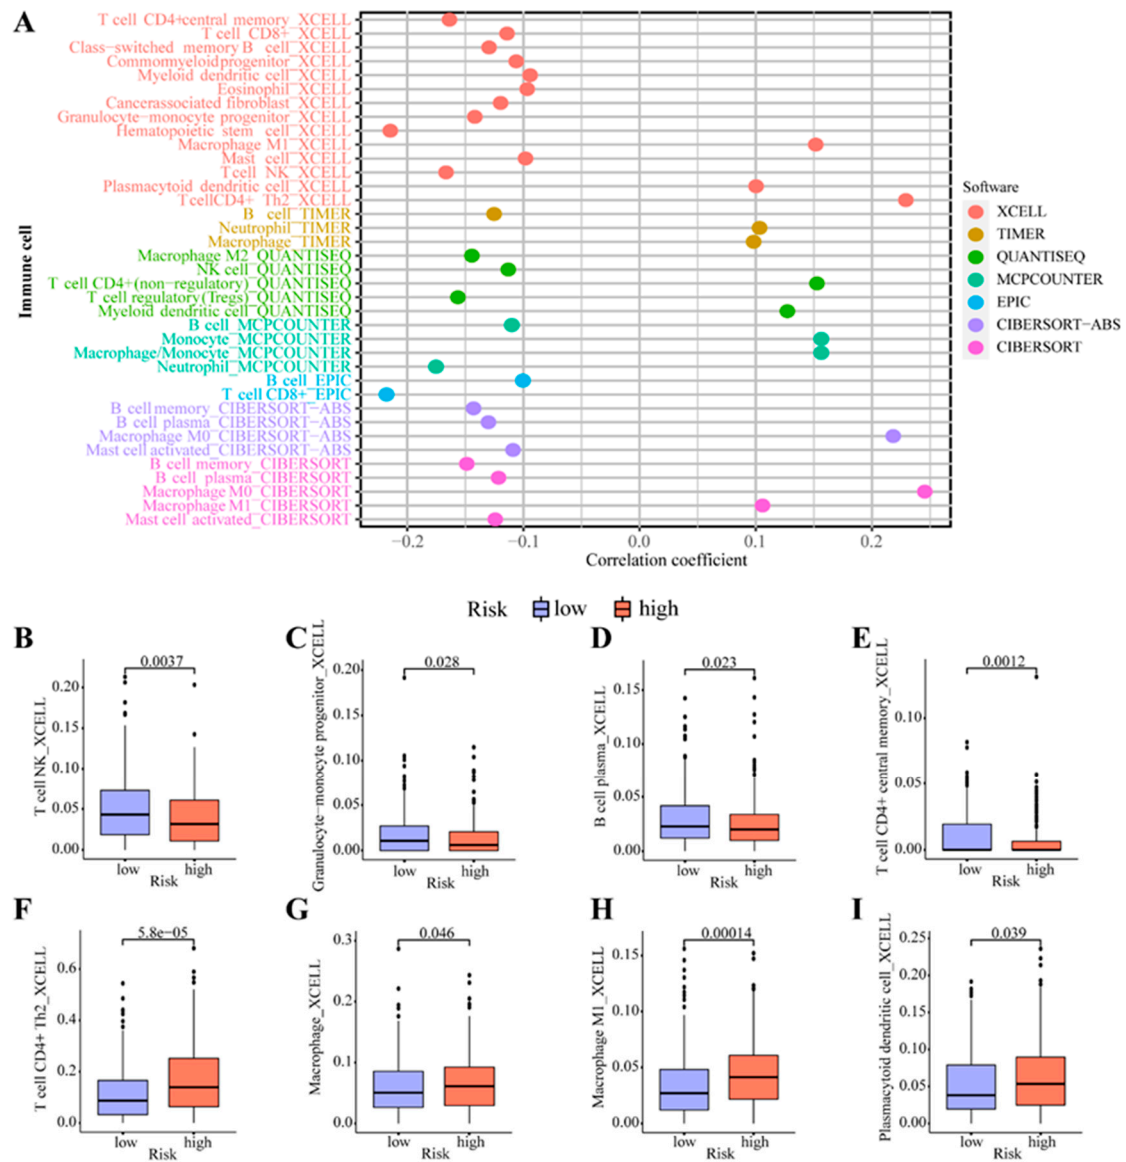 A
Immune cell
T cell CD4+central memory_XCELL
T cell CD8+_XCELL
Class-switched memory B cell_XCELL
Commomyeloidprogenitor_XCELL
Myeloid dendritic cell_XCELL
Eosinophil_XCELL
Cancerassociated fibroblast_XCELL
Granulocyte-monocyte progenitor_XCELL
Hematopoietic stem cell_XCELL
Macrophage M1_XCELL
Mast cell_XCELL
Tcell NK_XCELL
Plasmacytoid dendritic cell_XCELL
TcellCD4+ Th2_XCELL
B cell_TIMER
Neutrophil_TIMER
Macrophage_TIMER
Macrophage M2_QUANTISEQ
NK cell_QUANTISEQ
T cell CD4+(non-regulatory)_QUANTISEQ
T cell regulatory(Tregs)_QUANTISEQ
Myeloid dendritic cell_QUANTISEQ
B cell_MCPCOUNTER
Monocyte_MCPCOUNTER
Macrophage/Monocyte_MCPCOUNTER
Neutrophil_MCPCOUNTER
B cell_EPIC
T cell CD8+_EPIC
B cell memory_CIBERSORT-ABS
B cell plasma_CIBERSORT-ABS
Macrophage M0_CIBERSORT-ABS
Mast cell activated_CIBERSORT-ABS
B cell memory_CIBERSORT
B cell plasma_CIBERSORT
Macrophage M0_CIBERSORT
Macrophage M1_CIBERSORT
Mast cell activated_CIBERSORT
-0.2 -0.1 0.0 0.1 0.2
Correlation coefficient
Software
XCELL
TIMER
QUANTISEQ
MCPCOUNTER
EPIC
CIBERSORT-ABS
CIBERSORT
Risk low high
B
T cell NK_XCELL
0.0037
0.20
0.15
0.10
0.05
0.00
low high
Risk
C
Granulocyte-monocyte progenitor_XCELL
0.028
0.20
0.15
0.10
0.05
0.00
low high
Risk
D
B cell plasma_XCELL
0.023
0.15
0.10
0.05
0.00
low high
Risk
E
T cell CD4+ central memory_XCELL
0.0012
0.10
0.05
0.00
low high
Risk
F
T cell CD4+ Th2_XCELL
5.8e-05
0.6
0.4
0.2
0.0
low high
Risk
G
Macrophage_XCELL
0.046
0.3
0.2
0.1
0.0
low high
Risk
H
Macrophage M1_XCELL
0.00014
0.15
0.10
0.05
0.00
low high
Risk
I
Plasmacytoid dendritic cell_XCELL
0.039
0.25
0.20
0.15
0.10
0.05
0.00
low high
Risk